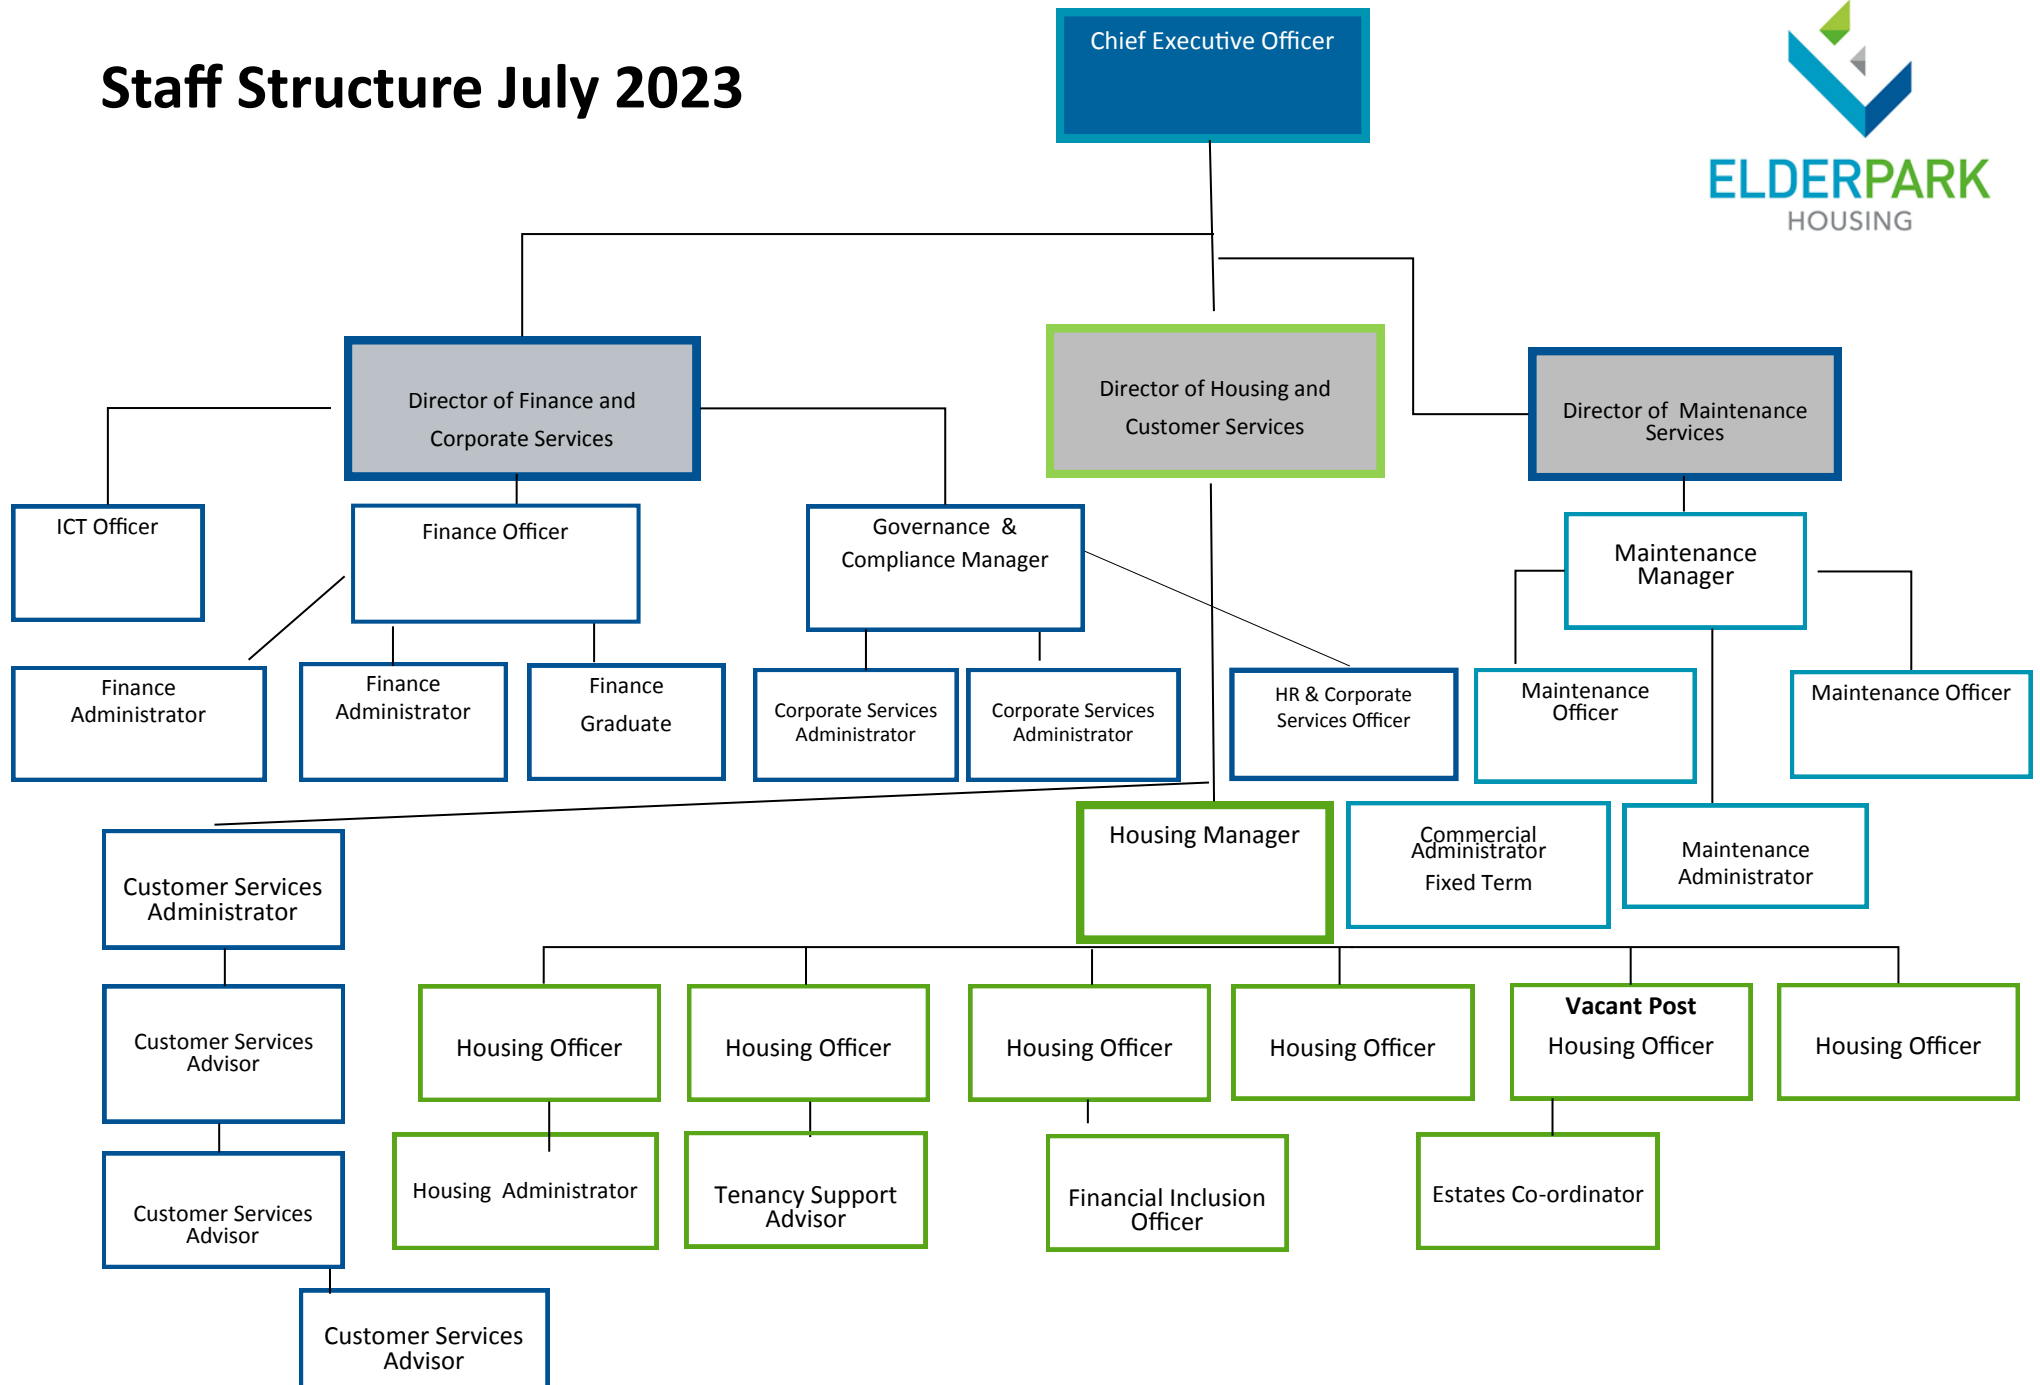 Chief Executive Officer
Staff Structure July 2023
ELDERPARK
HOUSING
Director of Finance and
Corporate Services
Director of Housing and
Customer Services
Director of  Maintenance
Services
ICT Officer
Finance Officer
Governance  &
Compliance Manager
Maintenance
Manager
Finance
Administrator
Finance
Administrator
Finance
Graduate
Corporate Services
Administrator
Corporate Services
Administrator
HR & Corporate
Services Officer
Maintenance
Officer
Maintenance Officer
Customer Services
Administrator
Housing Manager
Commercial
Administrator
Fixed Term
Maintenance
Administrator
Customer Services
Advisor
Housing Officer
Housing Officer
Housing Officer
Housing Officer
Vacant Post
Housing Officer
Housing Officer
Customer Services
Advisor
Housing  Administrator
Tenancy Support
Advisor
Financial Inclusion
Officer
Estates Co-ordinator
Customer Services
Advisor